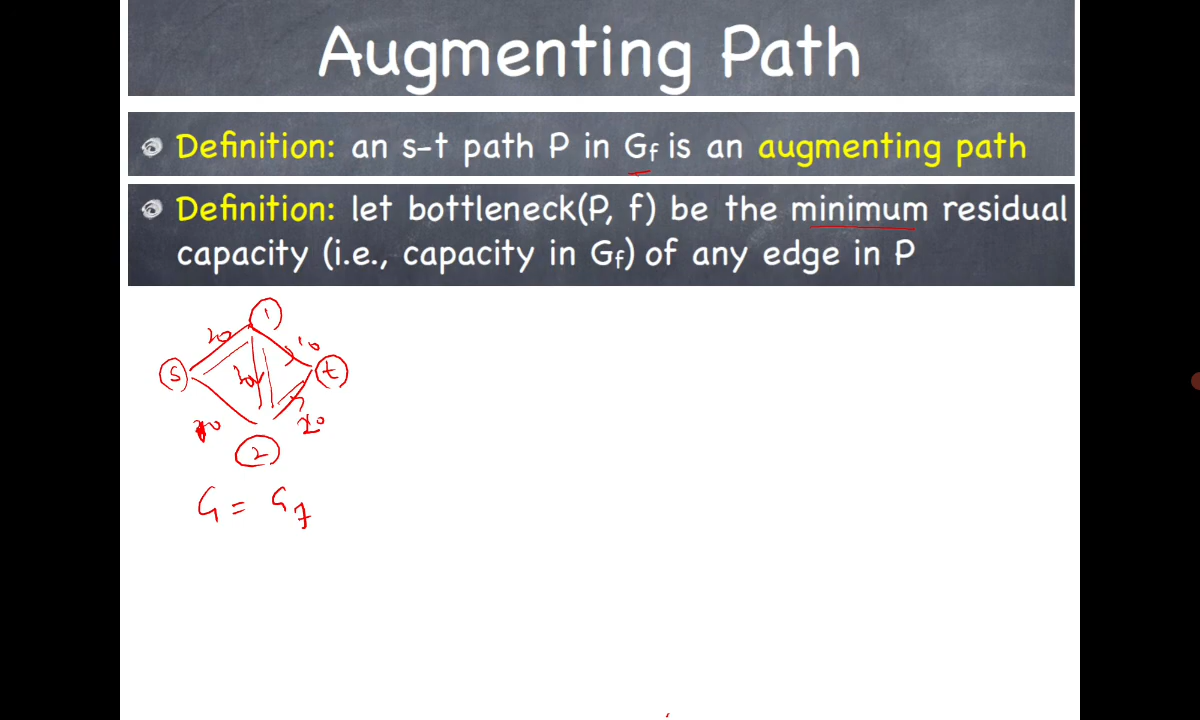 Augmenting Path
Definition: an s-t path P in Gf is an augmenting path
Definition: let bottleneck(P, f) be the minimum residual
capacity (i.e., capacity in Gf) of any edge in P
1
20
10
s
t
2
G = Gf